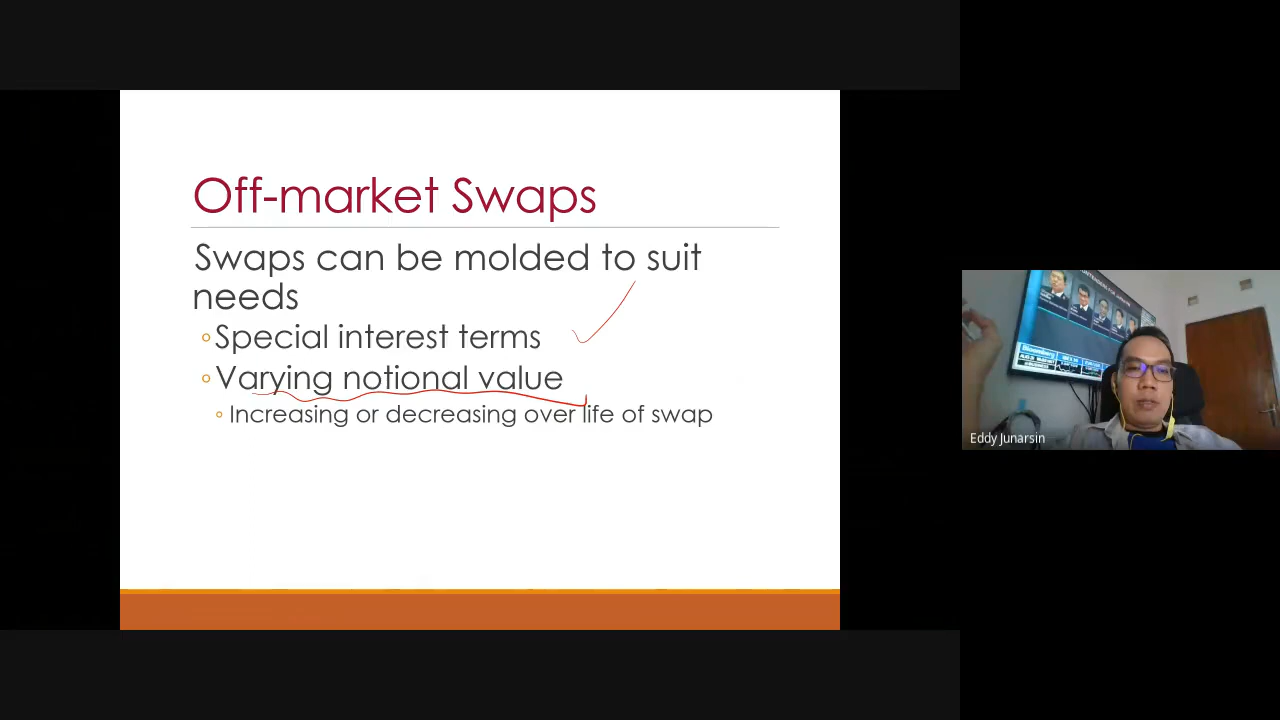 Off-market Swaps
Swaps can be molded to suit
needs
Special interest terms
Varying notional value
Increasing or decreasing over life of swap
Bloomberg
Eddy Junarsin